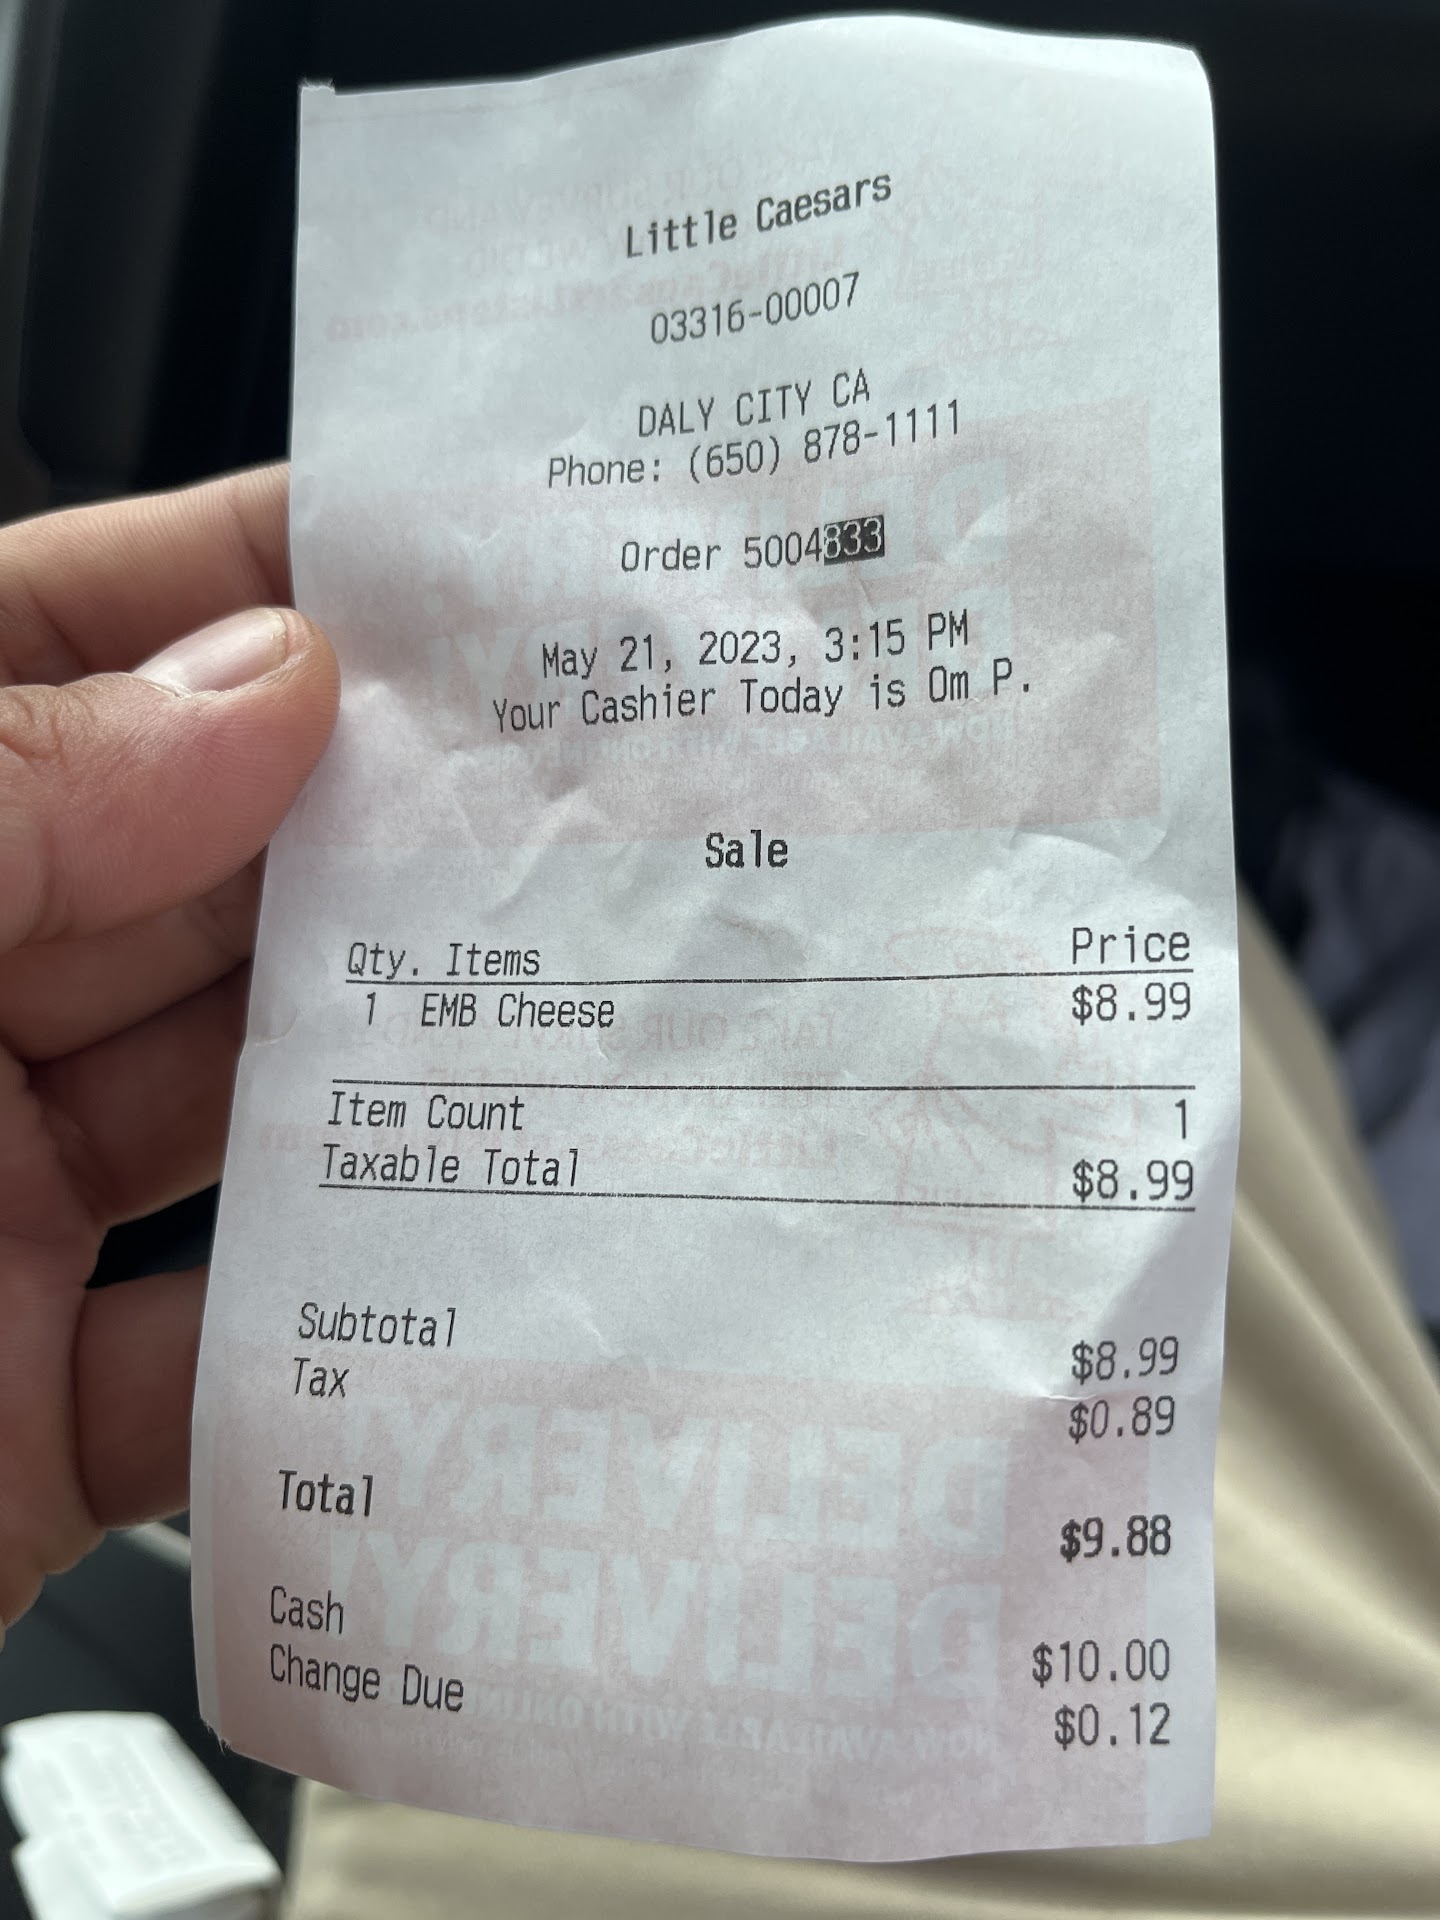 Little Caesars
03316-00007
DALY CITY CA
Phone: (650) 878-1111
Order 5004833
May 21, 2023, 3:15 PM
Your Cashier Today is Om P.
Sale
Qty. Items Price
1 EMB Cheese $8.99
Item Count 1
Taxable Total $8.99
Subtotal $8.99
Tax $0.89
Total $9.88
Cash $10.00
Change Due $0.12